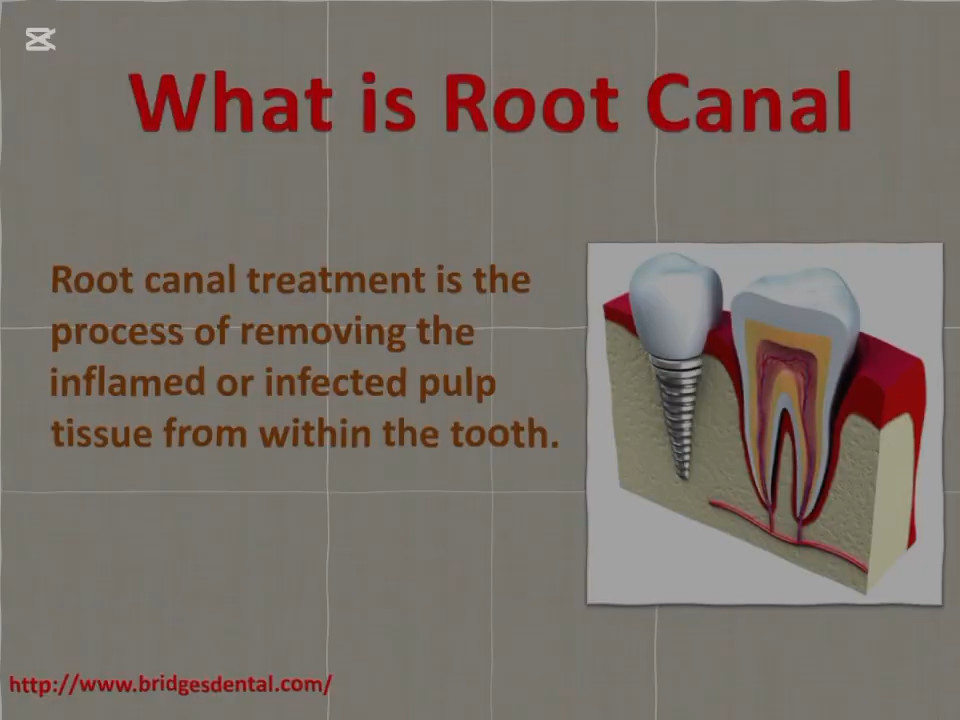 What is Root Canal
Root canal treatment is the
process of removing the
inflamed or infected pulp
tissue from within the tooth.
http://www.bridgesdental.com/